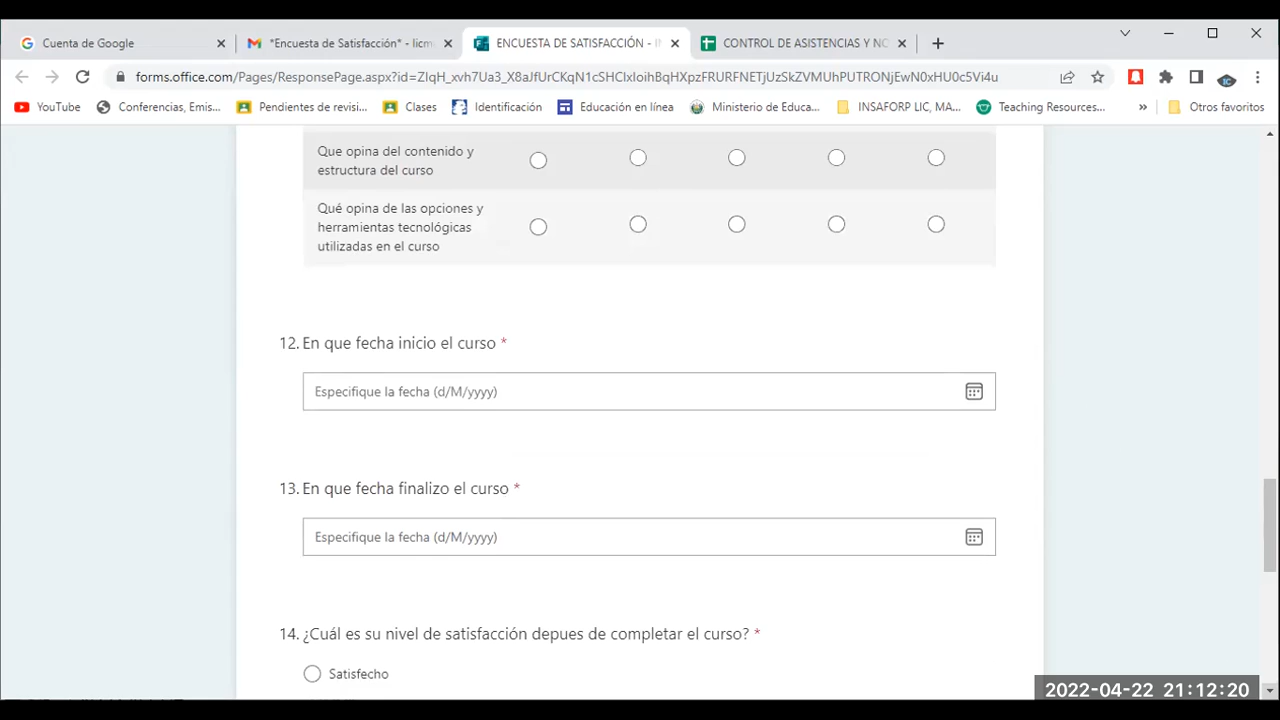 Cuenta de Google
*Encuesta de Satisfacción* - licm
ENCUESTA DE SATISFACCIÓN - I
CONTROL DE ASISTENCIAS Y NO
forms.office.com/Pages/ResponsePage.aspx?id=ZIqH_xvh7Ua3_X8aJfUrCKqN1cSHClxIoihBqHXpzFRURFNETjUzSkZVMUhPUTRONjEwN0xHU0c5Vi4u
YouTube
Conferencias, Emis...
Pendientes de revisi...
Clases
Identificación
Educación en línea
Ministerio de Educa...
INSAFORP LIC, MA...
Teaching Resources...
»
Otros favoritos
Que opina del contenido y
estructura del curso
Qué opina de las opciones y
herramientas tecnológicas
utilizadas en el curso
12. En que fecha inicio el curso *
Especifique la fecha (d/M/yyyy)
13. En que fecha finalizo el curso *
Especifique la fecha (d/M/yyyy)
14. ¿Cuál es su nivel de satisfacción depues de completar el curso? *
Satisfecho
2022-04-22 21:12:20